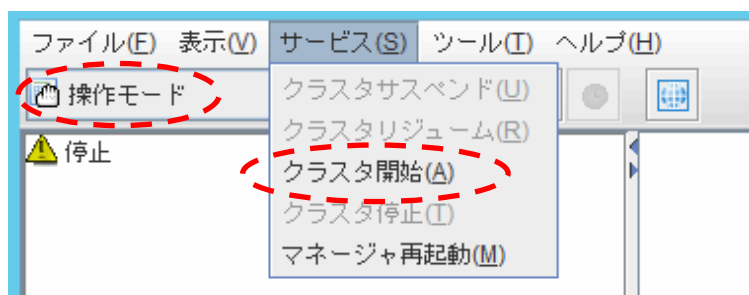 ファイル(F) 表示(V) サービス(S) ツール(T) ヘルプ(H)
操作モード
クラスタサスペンド(U)
クラスタリジューム(R)
停止
クラスタ開始(A)
クラスタ停止(T)
マネージャ再起動(M)